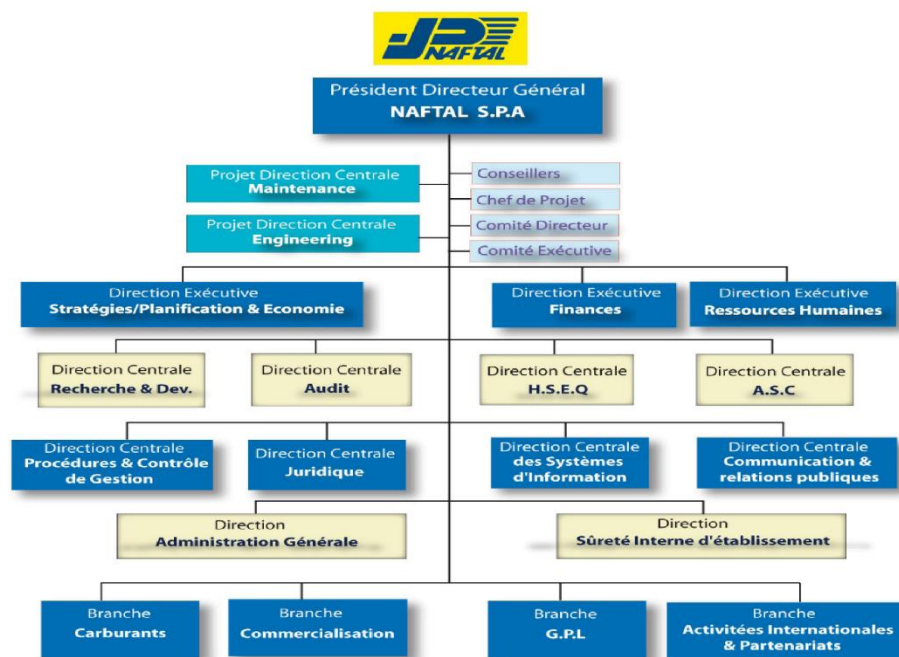 NAFTAL
Président Directeur Général
NAFTAL S.P.A
Projet Direction Centrale
Maintenance
Projet Direction Centrale
Engineering
Conseillers
Chef de Projet
Comité Directeur
Comité Exécutive
Direction Exécutive
Stratégies/Planification & Economie
Direction Exécutive
Finances
Direction Exécutive
Ressources Humaines
Direction Centrale
Recherche & Dev.
Direction Centrale
Audit
Direction Centrale
H.S.E.Q
Direction Centrale
A.S.C
Direction Centrale
Procédures & Contrôle
de Gestion
Direction Centrale
Juridique
Direction Centrale
des Systèmes
d'Information
Direction Centrale
Communication &
relations publiques
Direction
Administration Générale
Direction
Sûreté Interne d'établissement
Branche
Carburants
Branche
Commercialisation
Branche
G.P.L
Branche
Activitées Internationales
& Partenariats